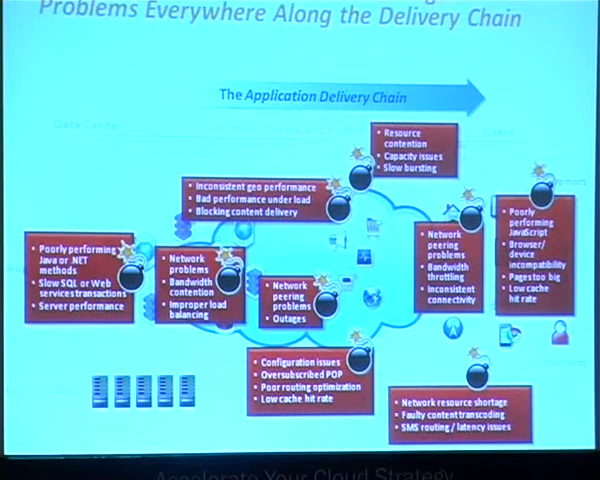 Problems Everywhere Along the Delivery Chain
The Application Delivery Chain
Data Center
Users
• Resource
contention
• Capacity issues
• Slow bursting
• Inconsistent geo performance
• Bad performance under load
• Blocking content delivery
• Poorly performing
Java or .NET
methods
• Slow SQL or Web
services transactions
• Server performance
• Network
problems
• Bandwidth
contention
• Improper load
balancing
• Network
peering
problems
• Outages
• Network
peering
problems
• Bandwidth
throttling
• Inconsistent
connectivity
• Poorly
performing
JavaScript
• Browser/
device
incompatibility
• Pages too big
• Low cache
hit rate
• Configuration issues
• Oversubscribed POP
• Poor routing optimization
• Low cache hit rate
• Network resource shortage
• Faulty content transcoding
• SMS routing / latency issues
Accelerate Your Cloud Strategy